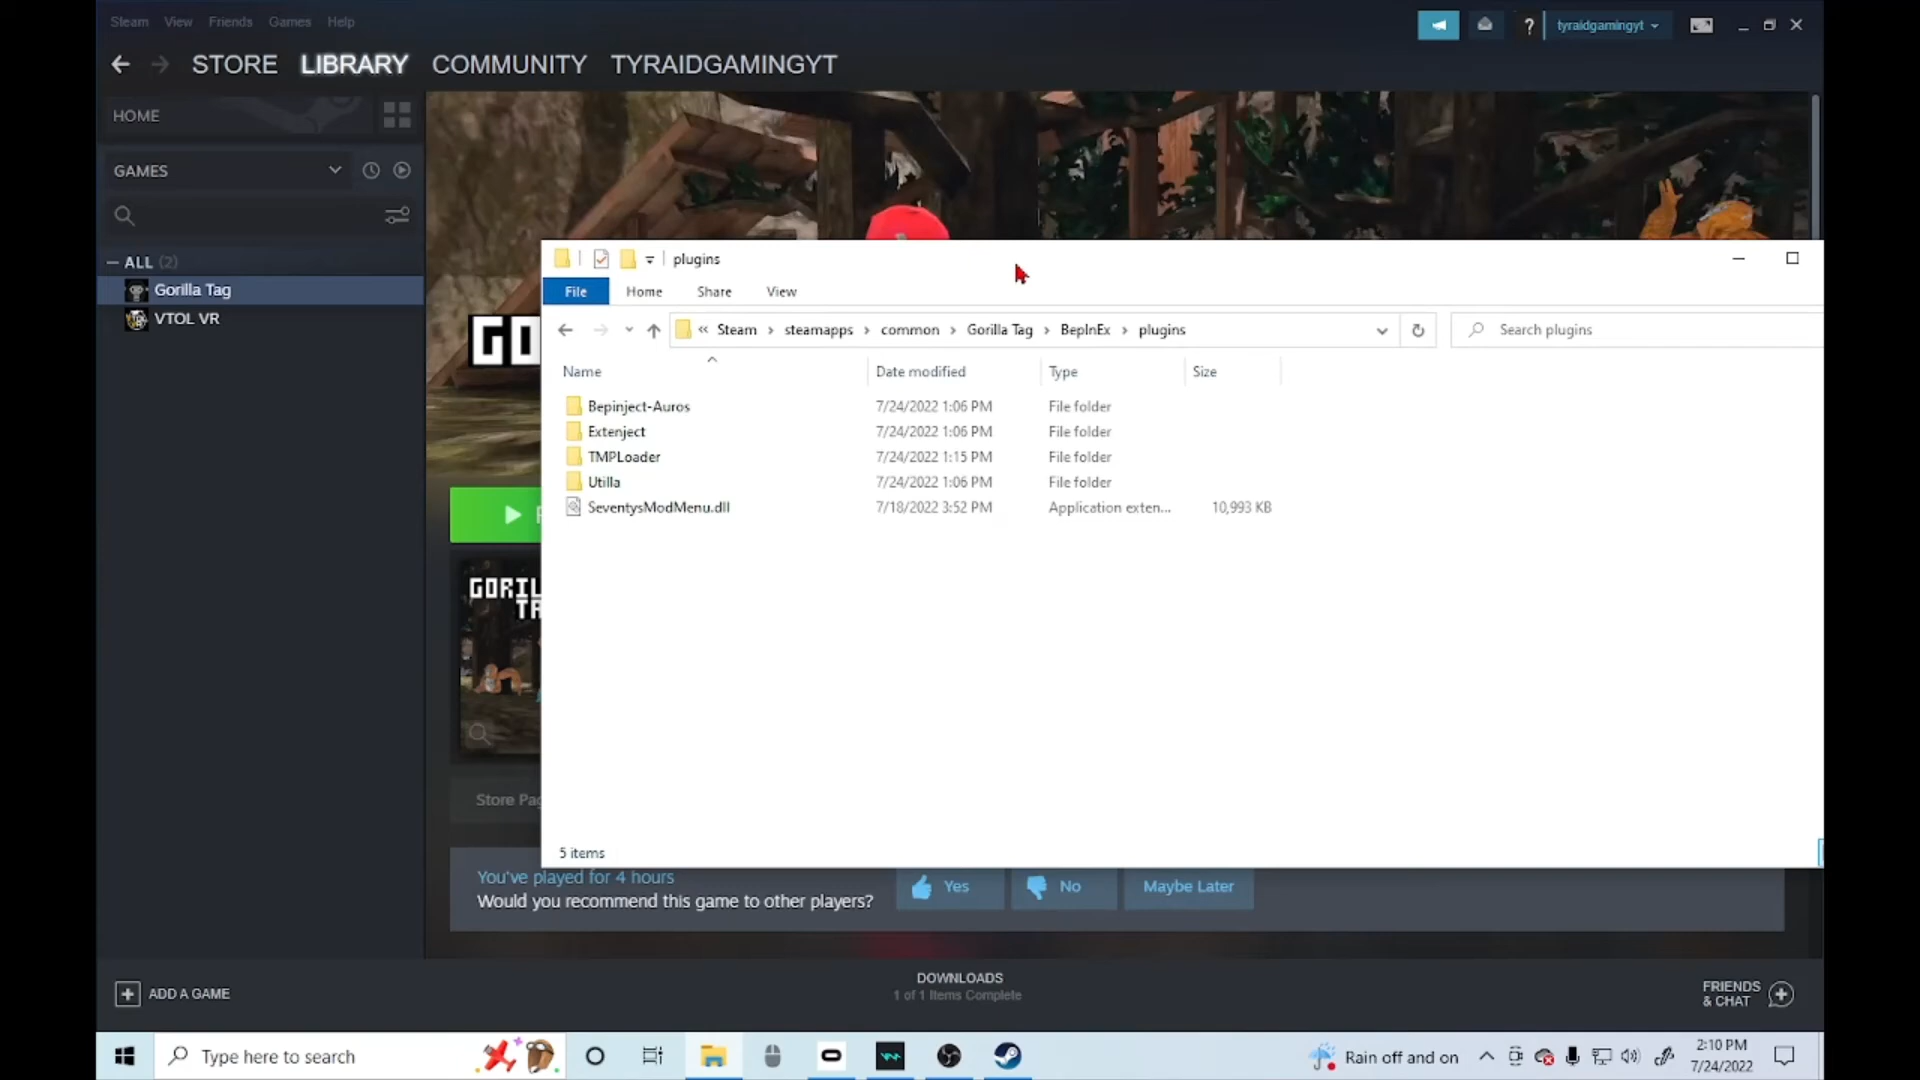 Steam View Friends Games Help
? tyraidgamingyt
STORE LIBRARY COMMUNITY TYRAIDGAMINGYT
HOME
GAMES
ALL (2)
Gorilla Tag
VTOL VR
GO
plugins
File Home Share View
« Steam › steamapps › common › Gorilla Tag › BepInEx › plugins
Search plugins
Name Date modified Type Size
Bepinject-Auros 7/24/2022 1:06 PM File folder
Extenject 7/24/2022 1:06 PM File folder
TMPLoader 7/24/2022 1:15 PM File folder
Utilla 7/24/2022 1:06 PM File folder
SeventysModMenu.dll 7/18/2022 3:52 PM Application exten... 10,993 KB
5 items
GORIL
TA
Store Pag
You've played for 4 hours
Would you recommend this game to other players?
Yes No Maybe Later
ADD A GAME
DOWNLOADS
1 of 1 Items Complete
FRIENDS
& CHAT
Type here to search
Rain off and on
2:10 PM
7/24/2022